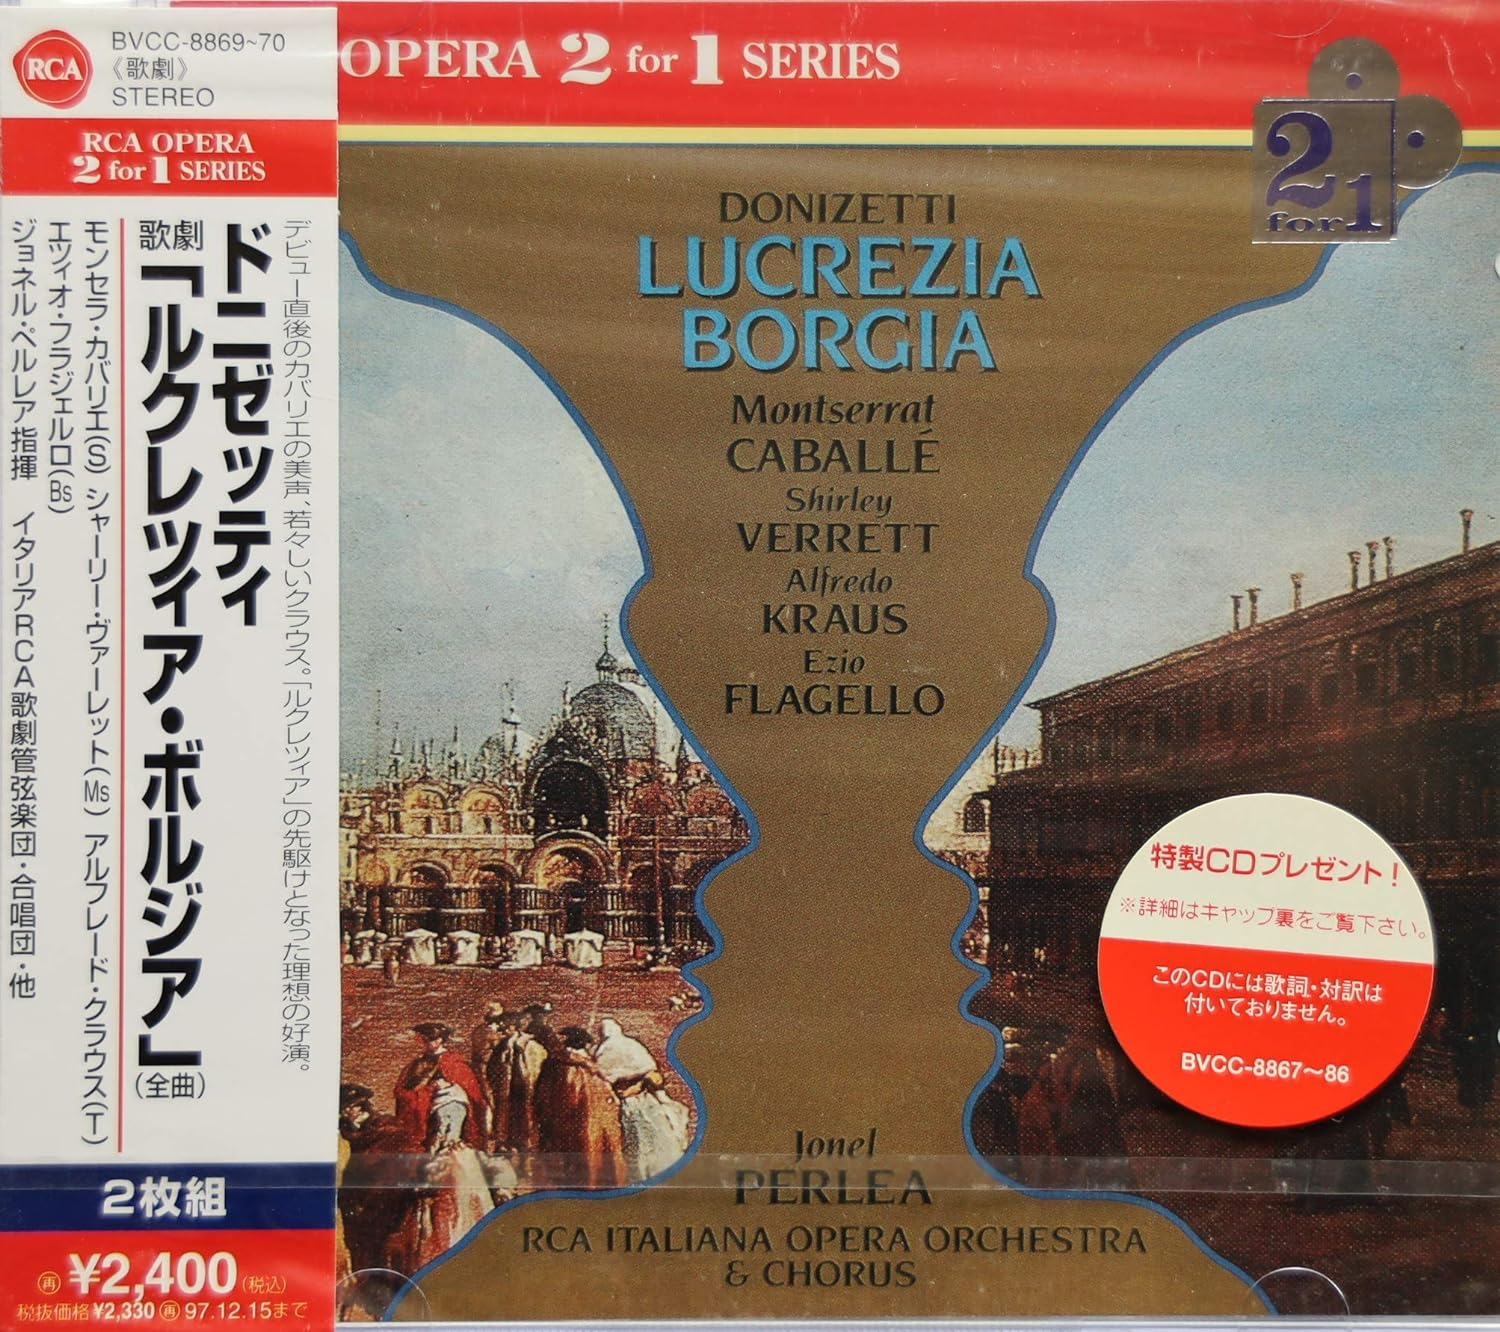 RCA
BVCC-8869~70
《歌劇》
STEREO
RCA OPERA
2 for 1 SERIES
デビュー直後のカバリエの美声、若々しいクラウス。「ルクレツィア」の先駆けとなった理想の好演。
ドニゼッティ
歌劇「ルクレツィア・ボルジア」(全曲)
モンセラ・カバリエ(S) シャーリー・ヴァーレット(Ms) アルフレード・クラウス(T)
エツィオ・フラジェルロ(Bs)
ジョネル・ペルレア指揮 イタリアRCA歌劇管弦楽団・合唱団・他
2枚組
再 ¥2,400(税込)
税抜価格¥2,330 再 97.12.15まで
OPERA 2 for 1 SERIES
2
for 1
DONIZETTI
LUCREZIA
BORGIA
Montserrat
CABALLÉ
Shirley
VERRETT
Alfredo
KRAUS
Ezio
FLAGELLO
特製CDプレゼント!
※詳細はキャップ裏をご覧下さい。
このCDには歌詞・対訳は
付いておりません。
BVCC-8867〜86
Jonel
PERLEA
RCA ITALIANA OPERA ORCHESTRA
& CHORUS